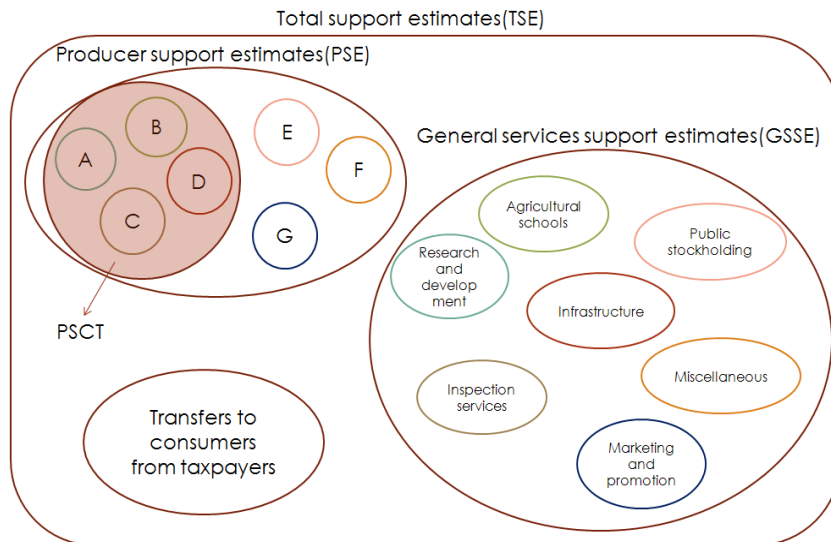 Total support estimates(TSE)
Producer support estimates(PSE)
A
B
C
D
E
F
G
PSCT
General services support estimates(GSSE)
Agricultural
schools
Public
stockholding
Research
and
develop
ment
Infrastructure
Miscellaneous
Inspection
services
Marketing
and
promotion
Transfers to
consumers
from taxpayers